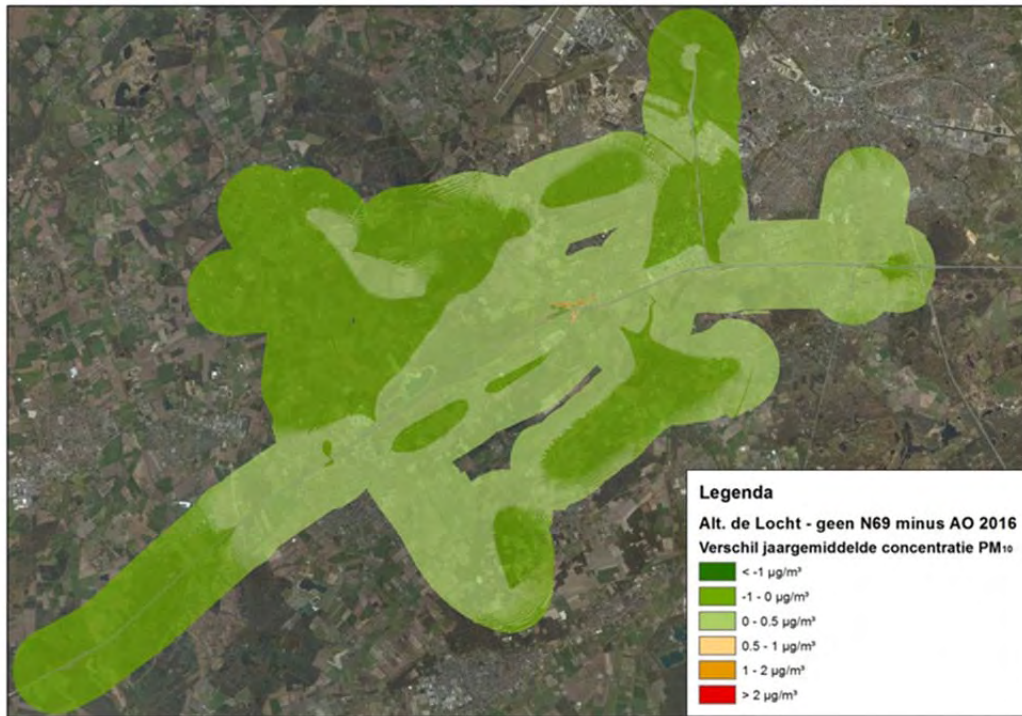 Legenda
Alt. de Locht - geen N69 minus AO 2016
Verschil jaargemiddelde concentratie PM₁₀
< -1 µg/m³
-1 - 0 µg/m³
0 - 0.5 µg/m³
0.5 - 1 µg/m³
1 - 2 µg/m³
> 2 µg/m³